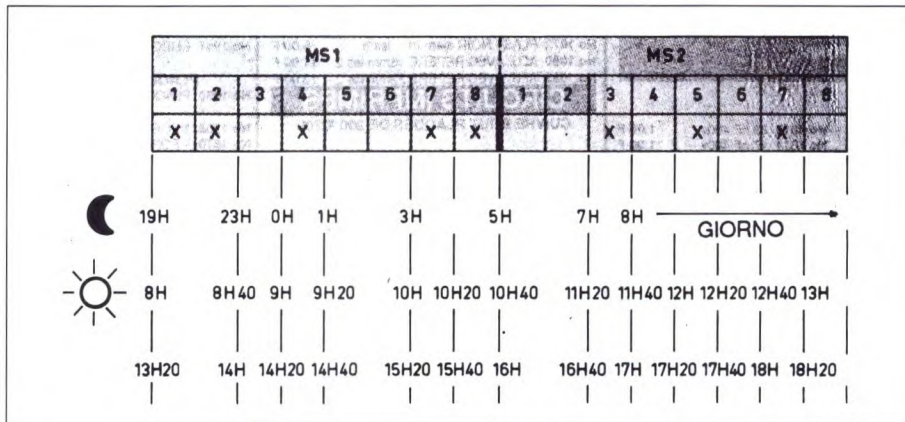 MS1 MS2
1 2 3 4 5 6 7 8 1 2 3 4 5 6 7 8
X X X X X X X X
19H 23H 0H 1H 3H 5H 7H 8H GIORNO
8H 8H40 9H 9H20 10H 10H20 10H40 11H20 11H40 12H 12H20 12H40 13H
13H20 14H 14H20 14H40 15H20 15H40 16H 16H40 17H 17H20 17H40 18H 18H20